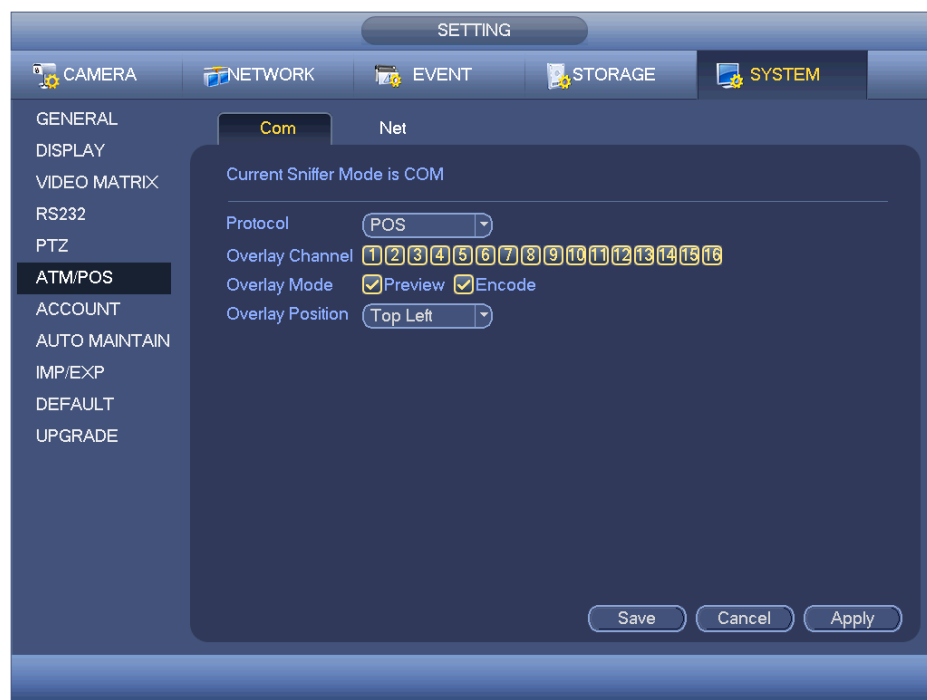 SETTING
CAMERA NETWORK EVENT STORAGE SYSTEM
GENERAL
DISPLAY
VIDEO MATRIX
RS232
PTZ
ATM/POS
ACCOUNT
AUTO MAINTAIN
IMP/EXP
DEFAULT
UPGRADE
Com Net
Current Sniffer Mode is COM
Protocol POS
Overlay Channel 1 2 3 4 5 6 7 8 9 10 11 12 13 14 15 16
Overlay Mode Preview Encode
Overlay Position Top Left
Save Cancel Apply